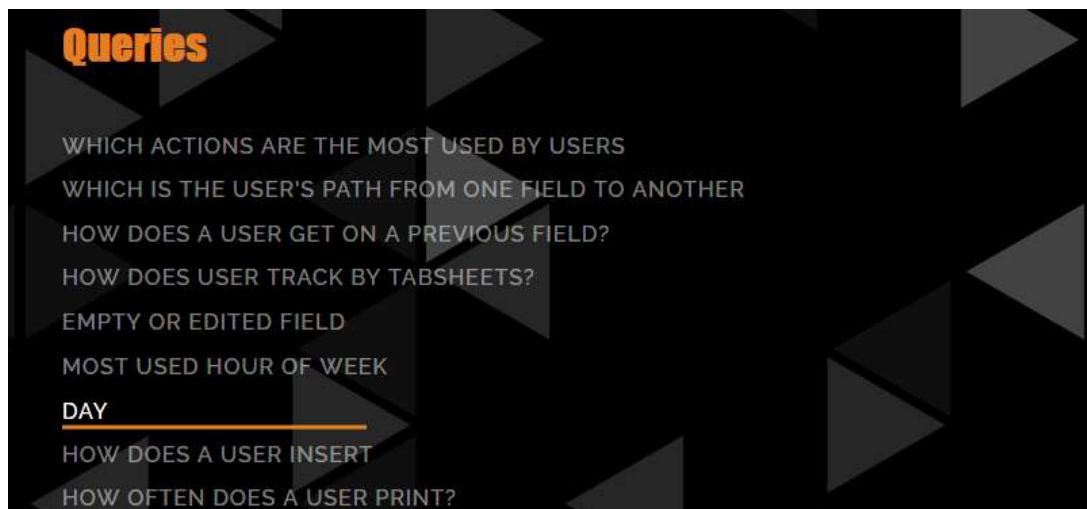 Queries
WHICH ACTIONS ARE THE MOST USED BY USERS
WHICH IS THE USER'S PATH FROM ONE FIELD TO ANOTHER
HOW DOES A USER GET ON A PREVIOUS FIELD?
HOW DOES USER TRACK BY TABSHEETS?
EMPTY OR EDITED FIELD
MOST USED HOUR OF WEEK
DAY
HOW DOES A USER INSERT
HOW OFTEN DOES A USER PRINT?